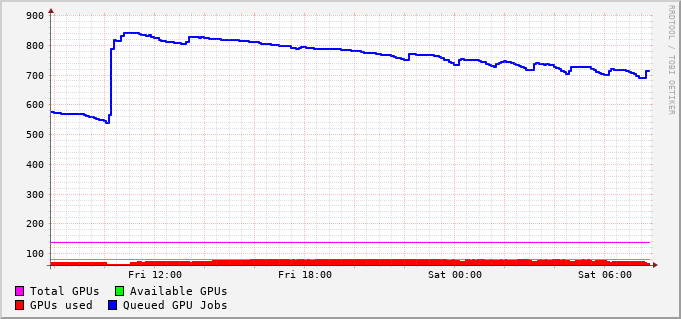 900
800
700
600
500
400
300
200
100
Fri 12:00 Fri 18:00 Sat 00:00 Sat 06:00
Total GPUs Available GPUs
GPUs used Queued GPU Jobs
RRDTOOL / TOBI OETIKER